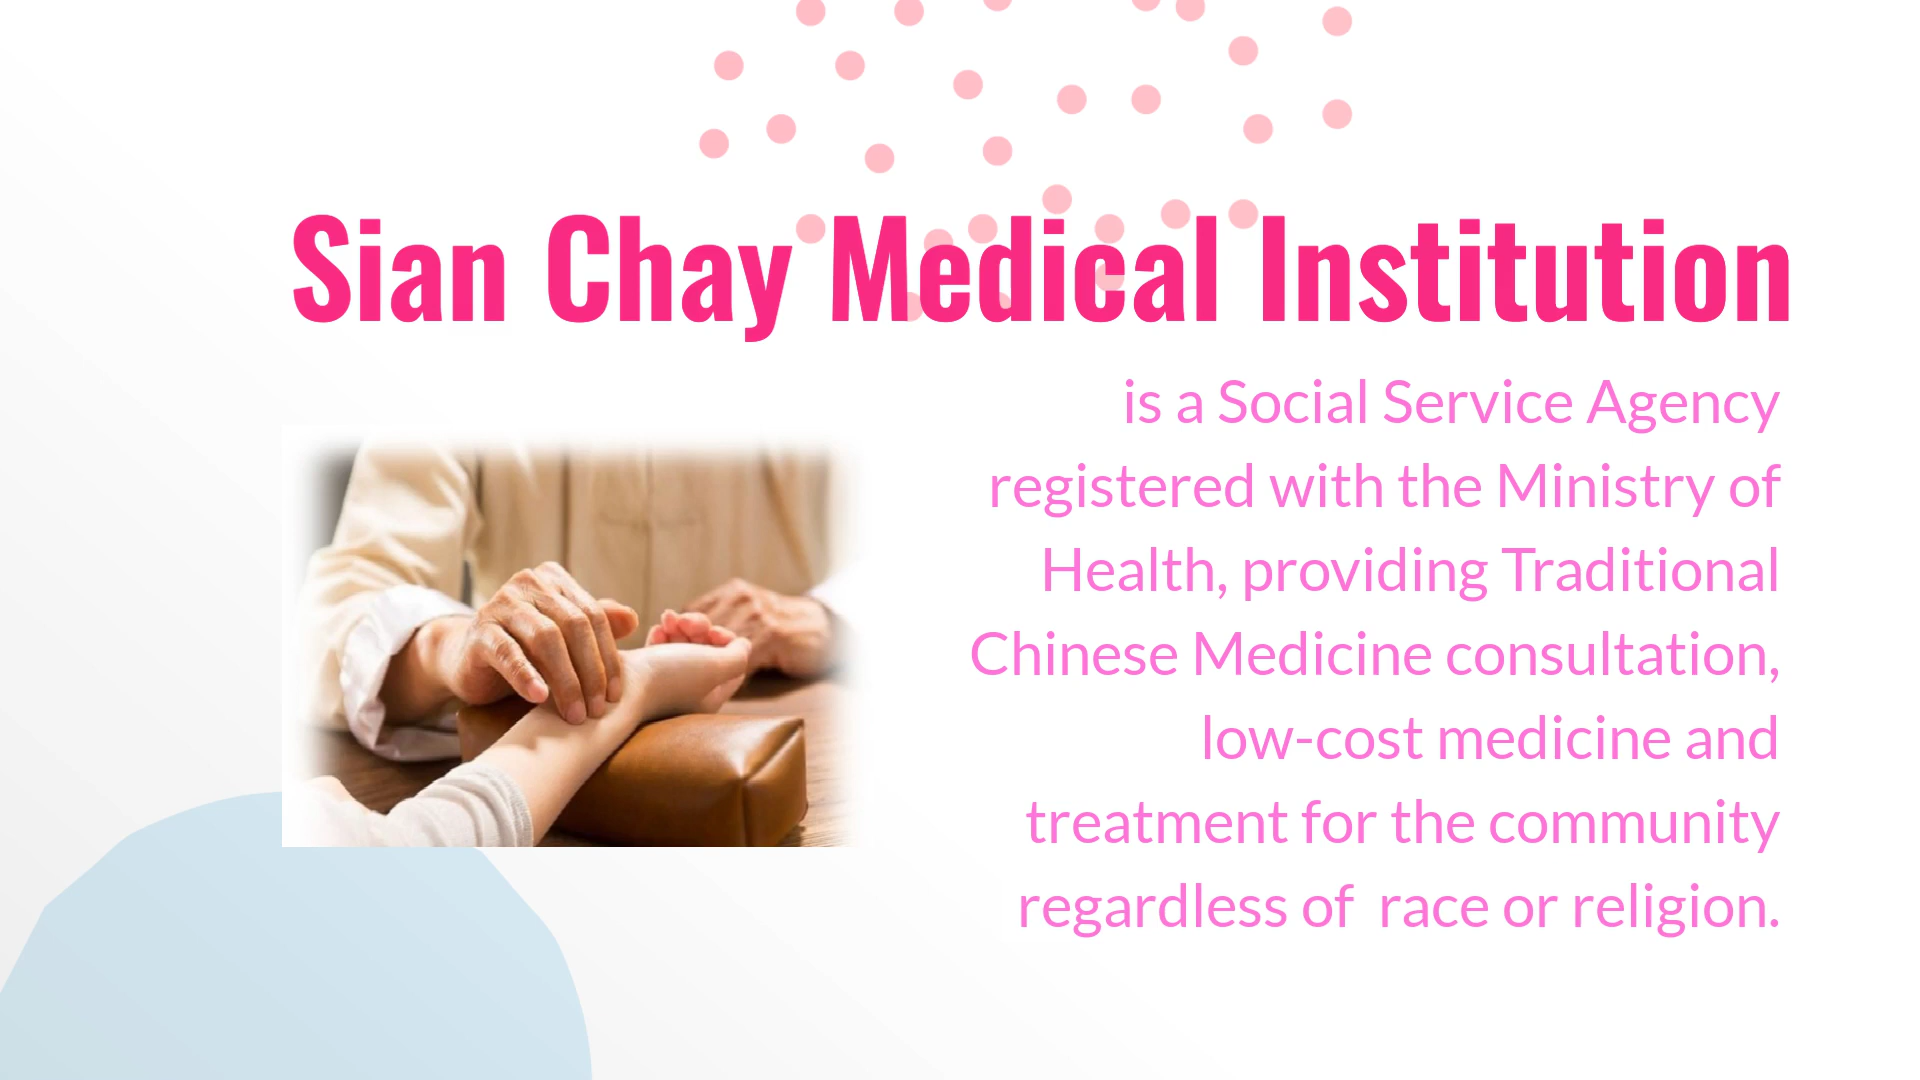 Sian Chay Medical Institution
is a Social Service Agency
registered with the Ministry of
Health, providing Traditional
Chinese Medicine consultation,
low-cost medicine and
treatment for the community
regardless of  race or religion.